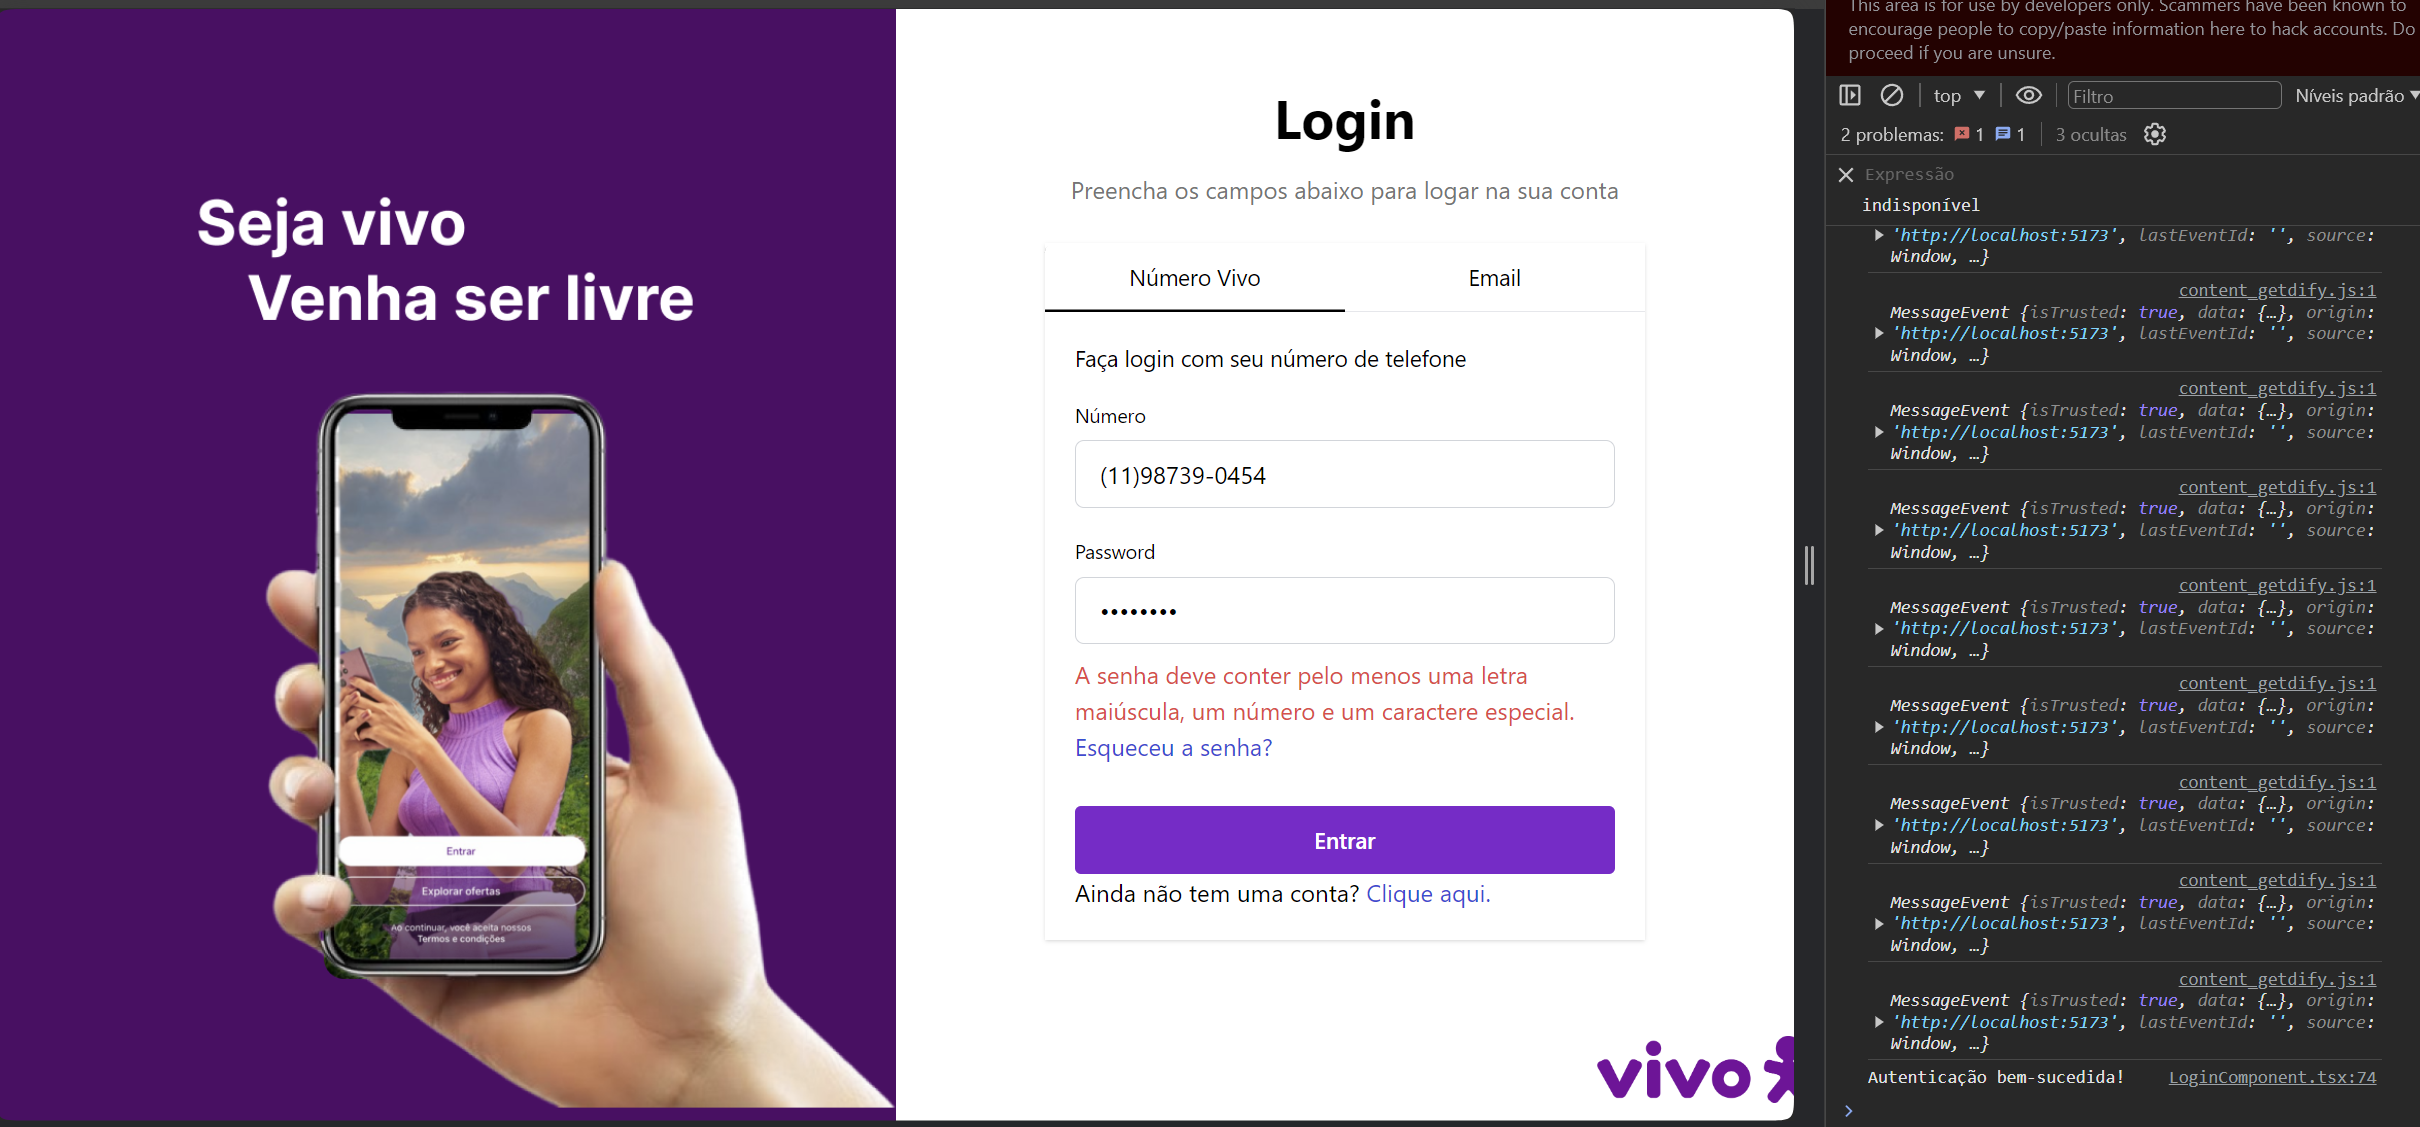 Seja vivo
Venha ser livre
Entrar
Explorar ofertas
Ao continuar, você aceita nossos
Termos e condições
Login
Preencha os campos abaixo para logar na sua conta
Número Vivo
Email
Faça login com seu número de telefone
Número
(11)98739-0454
Password
••••••••
A senha deve conter pelo menos uma letra
maiúscula, um número e um caractere especial.
Esqueceu a senha?
Entrar
Ainda não tem uma conta? Clique aqui.
vivo
This area is for use by developers only. Scammers have been known to
encourage people to copy/paste information here to hack accounts. Do
proceed if you are unsure.
top
Filtro
Níveis padrão
2 problemas: 1 1
3 ocultas
Expressão
indisponível
'http://localhost:5173', lastEventId: '', source:
Window, …}
content_getdify.js:1
MessageEvent {isTrusted: true, data: {…}, origin:
'http://localhost:5173', lastEventId: '', source:
Window, …}
content_getdify.js:1
MessageEvent {isTrusted: true, data: {…}, origin:
'http://localhost:5173', lastEventId: '', source:
Window, …}
content_getdify.js:1
MessageEvent {isTrusted: true, data: {…}, origin:
'http://localhost:5173', lastEventId: '', source:
Window, …}
content_getdify.js:1
MessageEvent {isTrusted: true, data: {…}, origin:
'http://localhost:5173', lastEventId: '', source:
Window, …}
content_getdify.js:1
MessageEvent {isTrusted: true, data: {…}, origin:
'http://localhost:5173', lastEventId: '', source:
Window, …}
content_getdify.js:1
MessageEvent {isTrusted: true, data: {…}, origin:
'http://localhost:5173', lastEventId: '', source:
Window, …}
content_getdify.js:1
MessageEvent {isTrusted: true, data: {…}, origin:
'http://localhost:5173', lastEventId: '', source:
Window, …}
content_getdify.js:1
MessageEvent {isTrusted: true, data: {…}, origin:
'http://localhost:5173', lastEventId: '', source:
Window, …}
Autenticação bem-sucedida! LoginComponent.tsx:74